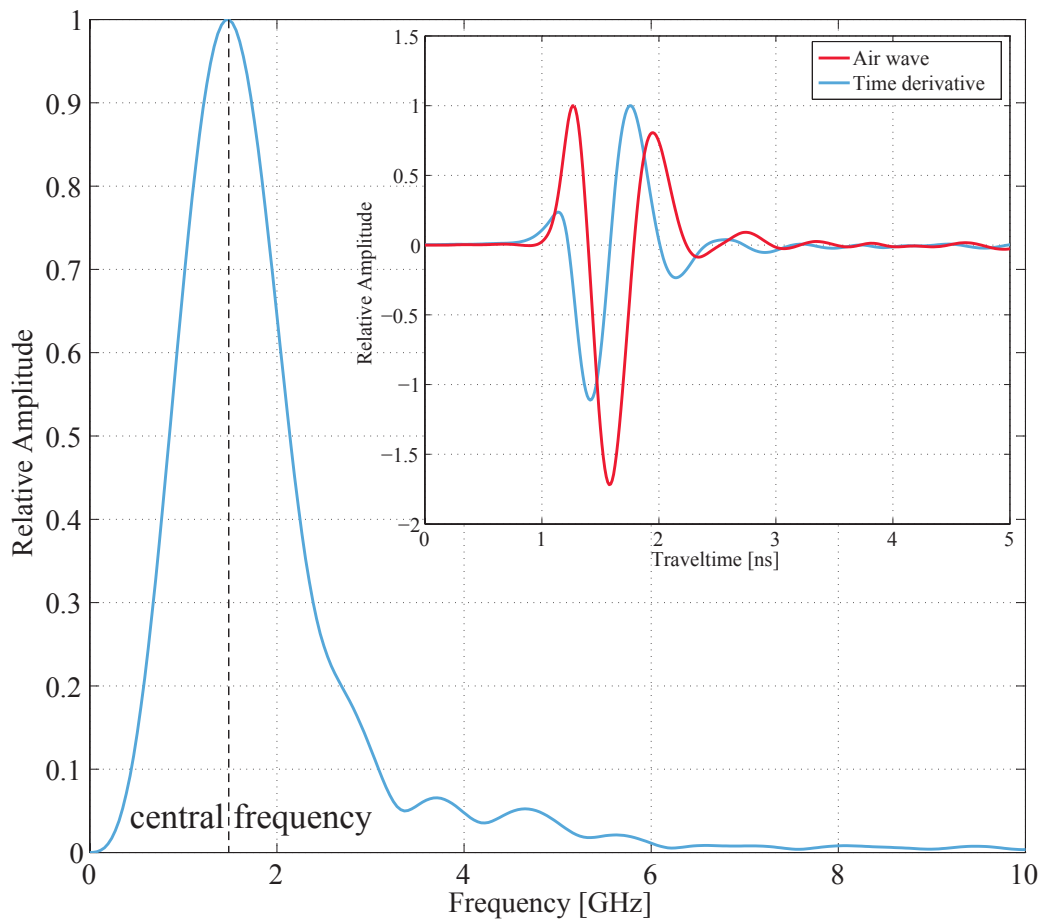 1
0.9
0.8
0.7
0.6
0.5
0.4
0.3
0.2
0.1
0
Relative Amplitude
0 2 4 6 8 10
Frequency [GHz]
central frequency
1.5
1
0.5
0
−0.5
−1
−1.5
−2
Relative Amplitude
0 1 2 3 4 5
Traveltime [ns]
Air wave
Time derivative